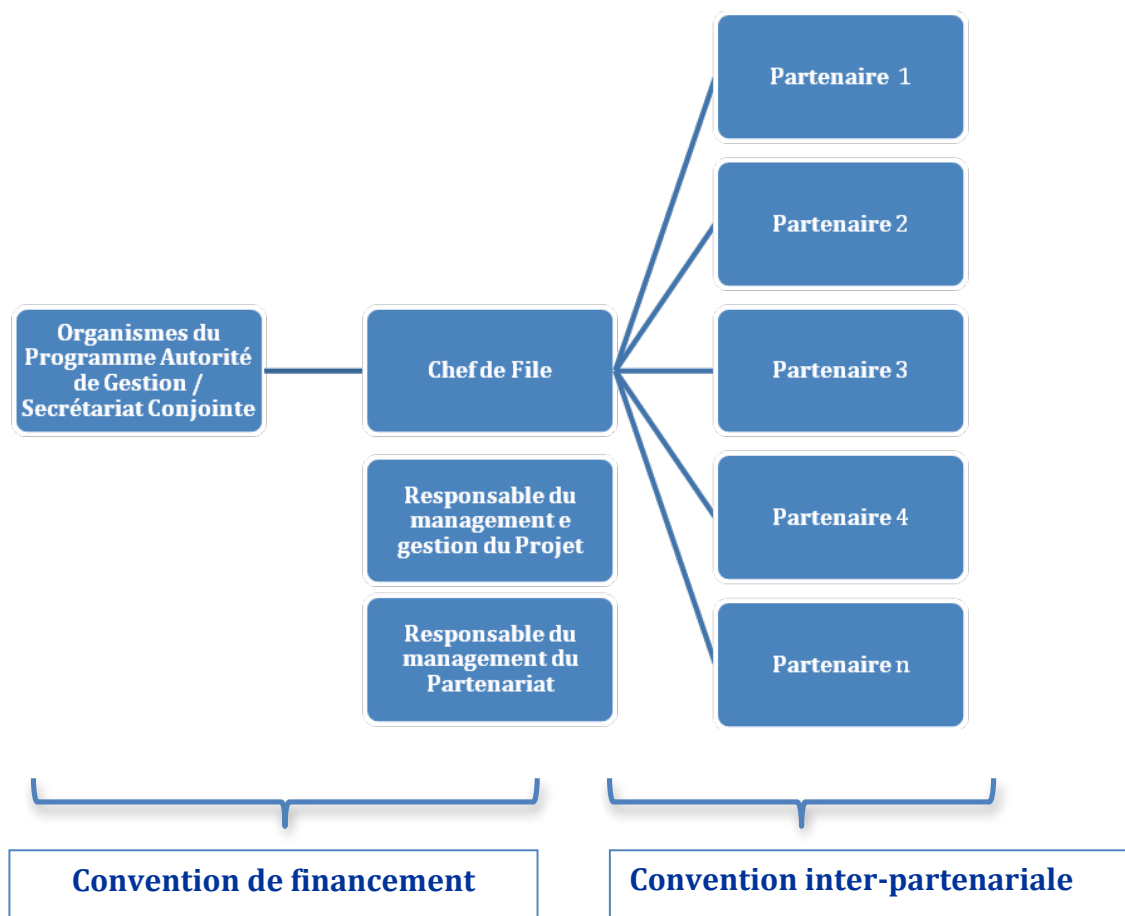 Partenaire 1
Partenaire 2
Organismes du
Programme Autorité
de Gestion /
Secrétariat Conjointe
Chef de File
Partenaire 3
Responsable du
management e
gestion du Projet
Partenaire 4
Responsable du
management du
Partenariat
Partenaire n
Convention de financement
Convention inter-partenariale